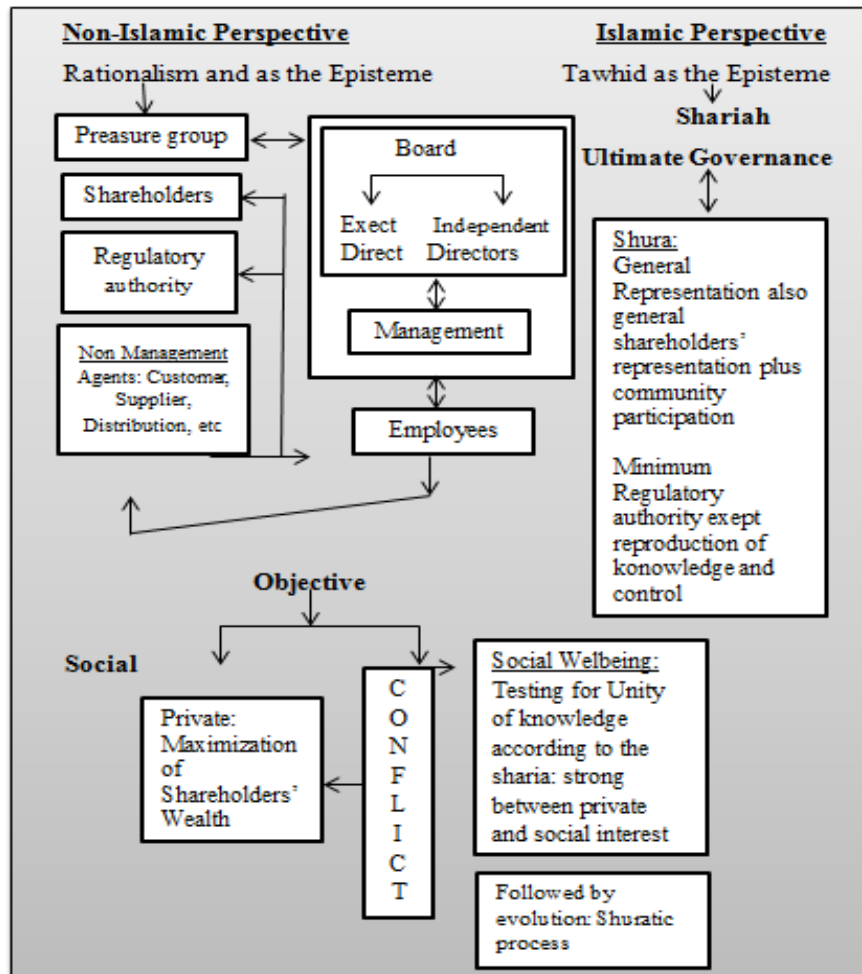 Non-Islamic Perspective
Rationalism and as the Episteme
Preasure group
Shareholders
Regulatory
authority
Non Management
Agents: Customer,
Supplier,
Distribution, etc
Board
Exect
Direct
Independent
Directors
Management
Employees
Islamic Perspective
Tawhid as the Episteme
Shariah
Ultimate Governance
Shura:
General
Representation also
general
shareholders'
representation plus
community
participation
Minimum
Regulatory
authority exept
reproduction of
konowledge and
control
Objective
Social
Private:
Maximization
of
Shareholders'
Wealth
C
O
N
F
L
I
C
T
Social Welbeing:
Testing for Unity
of knowledge
according to the
sharia: strong
between private
and social interest
Followed by
evolution: Shuratic
process